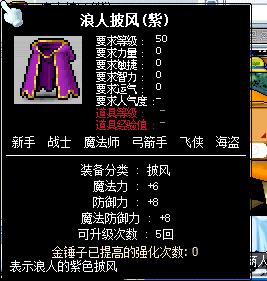 浪人披风(紫)
要求等级: 50
要求力量: 0
要求敏捷: 0
要求智力: 0
要求运气: 0
要求人气度: -
道具等级: -
道具经验值: -
新手 战士 魔法师 弓箭手 飞侠 海盗
装备分类 : 披风
魔法力 : +6
防御力 : +8
魔法防御力 : +8
可升级次数 : 5回
金锤子已提高的强化次数: 0
表示浪人的紫色披风